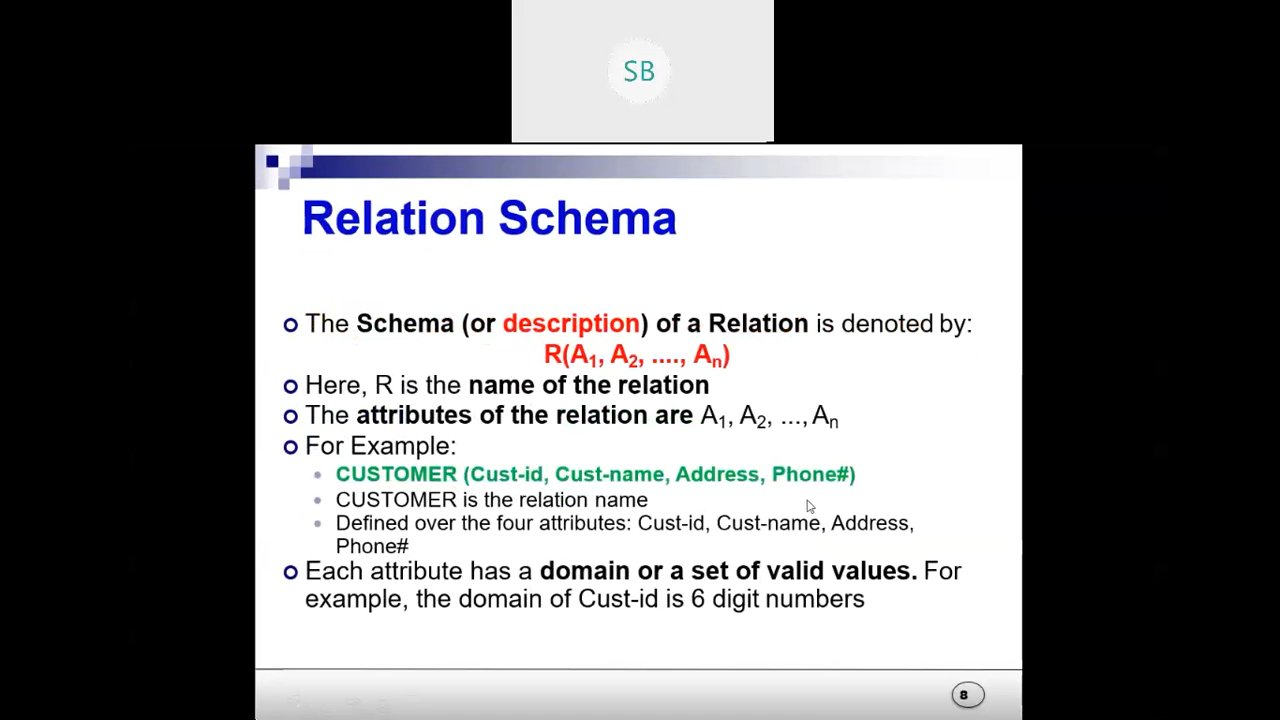 SB
Relation Schema
The Schema (or description) of a Relation is denoted by:
R(A1, A2, ...., An)
Here, R is the name of the relation
The attributes of the relation are A1, A2, ..., An
For Example:
CUSTOMER (Cust-id, Cust-name, Address, Phone#)
CUSTOMER is the relation name
Defined over the four attributes: Cust-id, Cust-name, Address,
Phone#
Each attribute has a domain or a set of valid values. For
example, the domain of Cust-id is 6 digit numbers
8